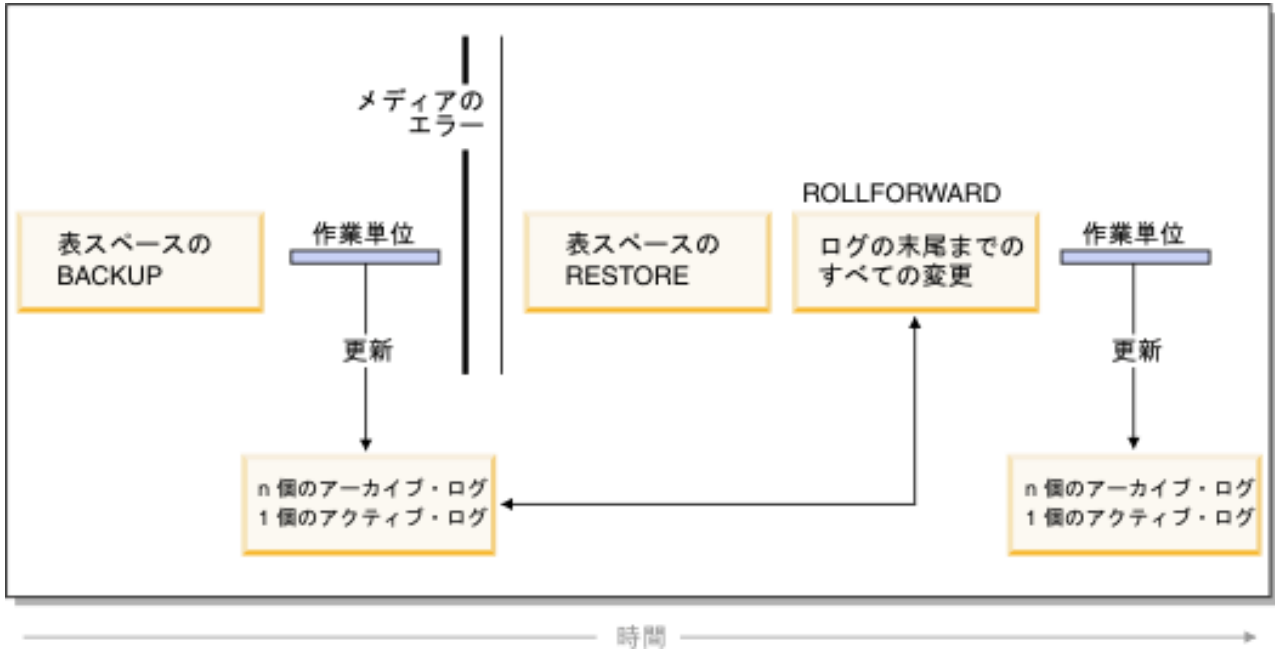 メディアの
エラー
ROLLFORWARD
表スペースの
BACKUP
作業単位
表スペースの
RESTORE
ログの末尾までの
すべての変更
作業単位
更新
更新
n 個のアーカイブ・ログ
1 個のアクティブ・ログ
n 個のアーカイブ・ログ
1 個のアクティブ・ログ
時間